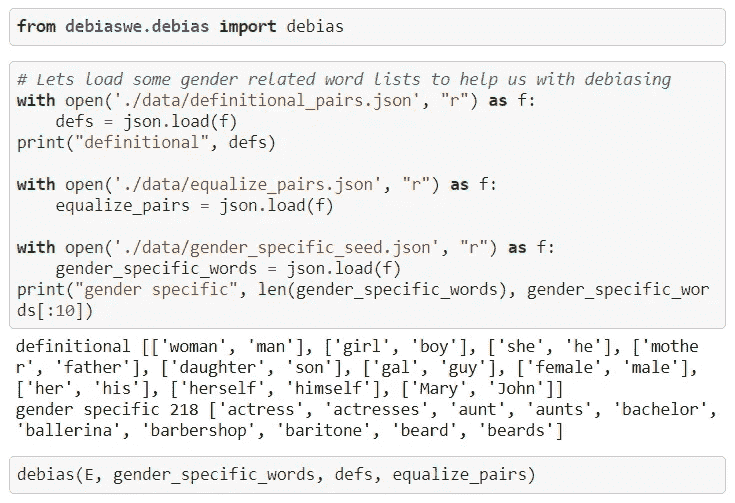 from debiaswe.debias import debias
# Lets load some gender related word lists to help us with debiasing
with open('./data/definitional_pairs.json', "r") as f:
    defs = json.load(f)
print("definitional", defs)
with open('./data/equalize_pairs.json', "r") as f:
    equalize_pairs = json.load(f)
with open('./data/gender_specific_seed.json', "r") as f:
    gender_specific_words = json.load(f)
print("gender specific", len(gender_specific_words), gender_specific_wor
ds[:10])
definitional [['woman', 'man'], ['girl', 'boy'], ['she', 'he'], ['mothe
r', 'father'], ['daughter', 'son'], ['gal', 'guy'], ['female', 'male'],
['her', 'his'], ['herself', 'himself'], ['Mary', 'John']]
gender specific 218 ['actress', 'actresses', 'aunt', 'aunts', 'bachelor',
'ballerina', 'barbershop', 'baritone', 'beard', 'beards']
debias(E, gender_specific_words, defs, equalize_pairs)